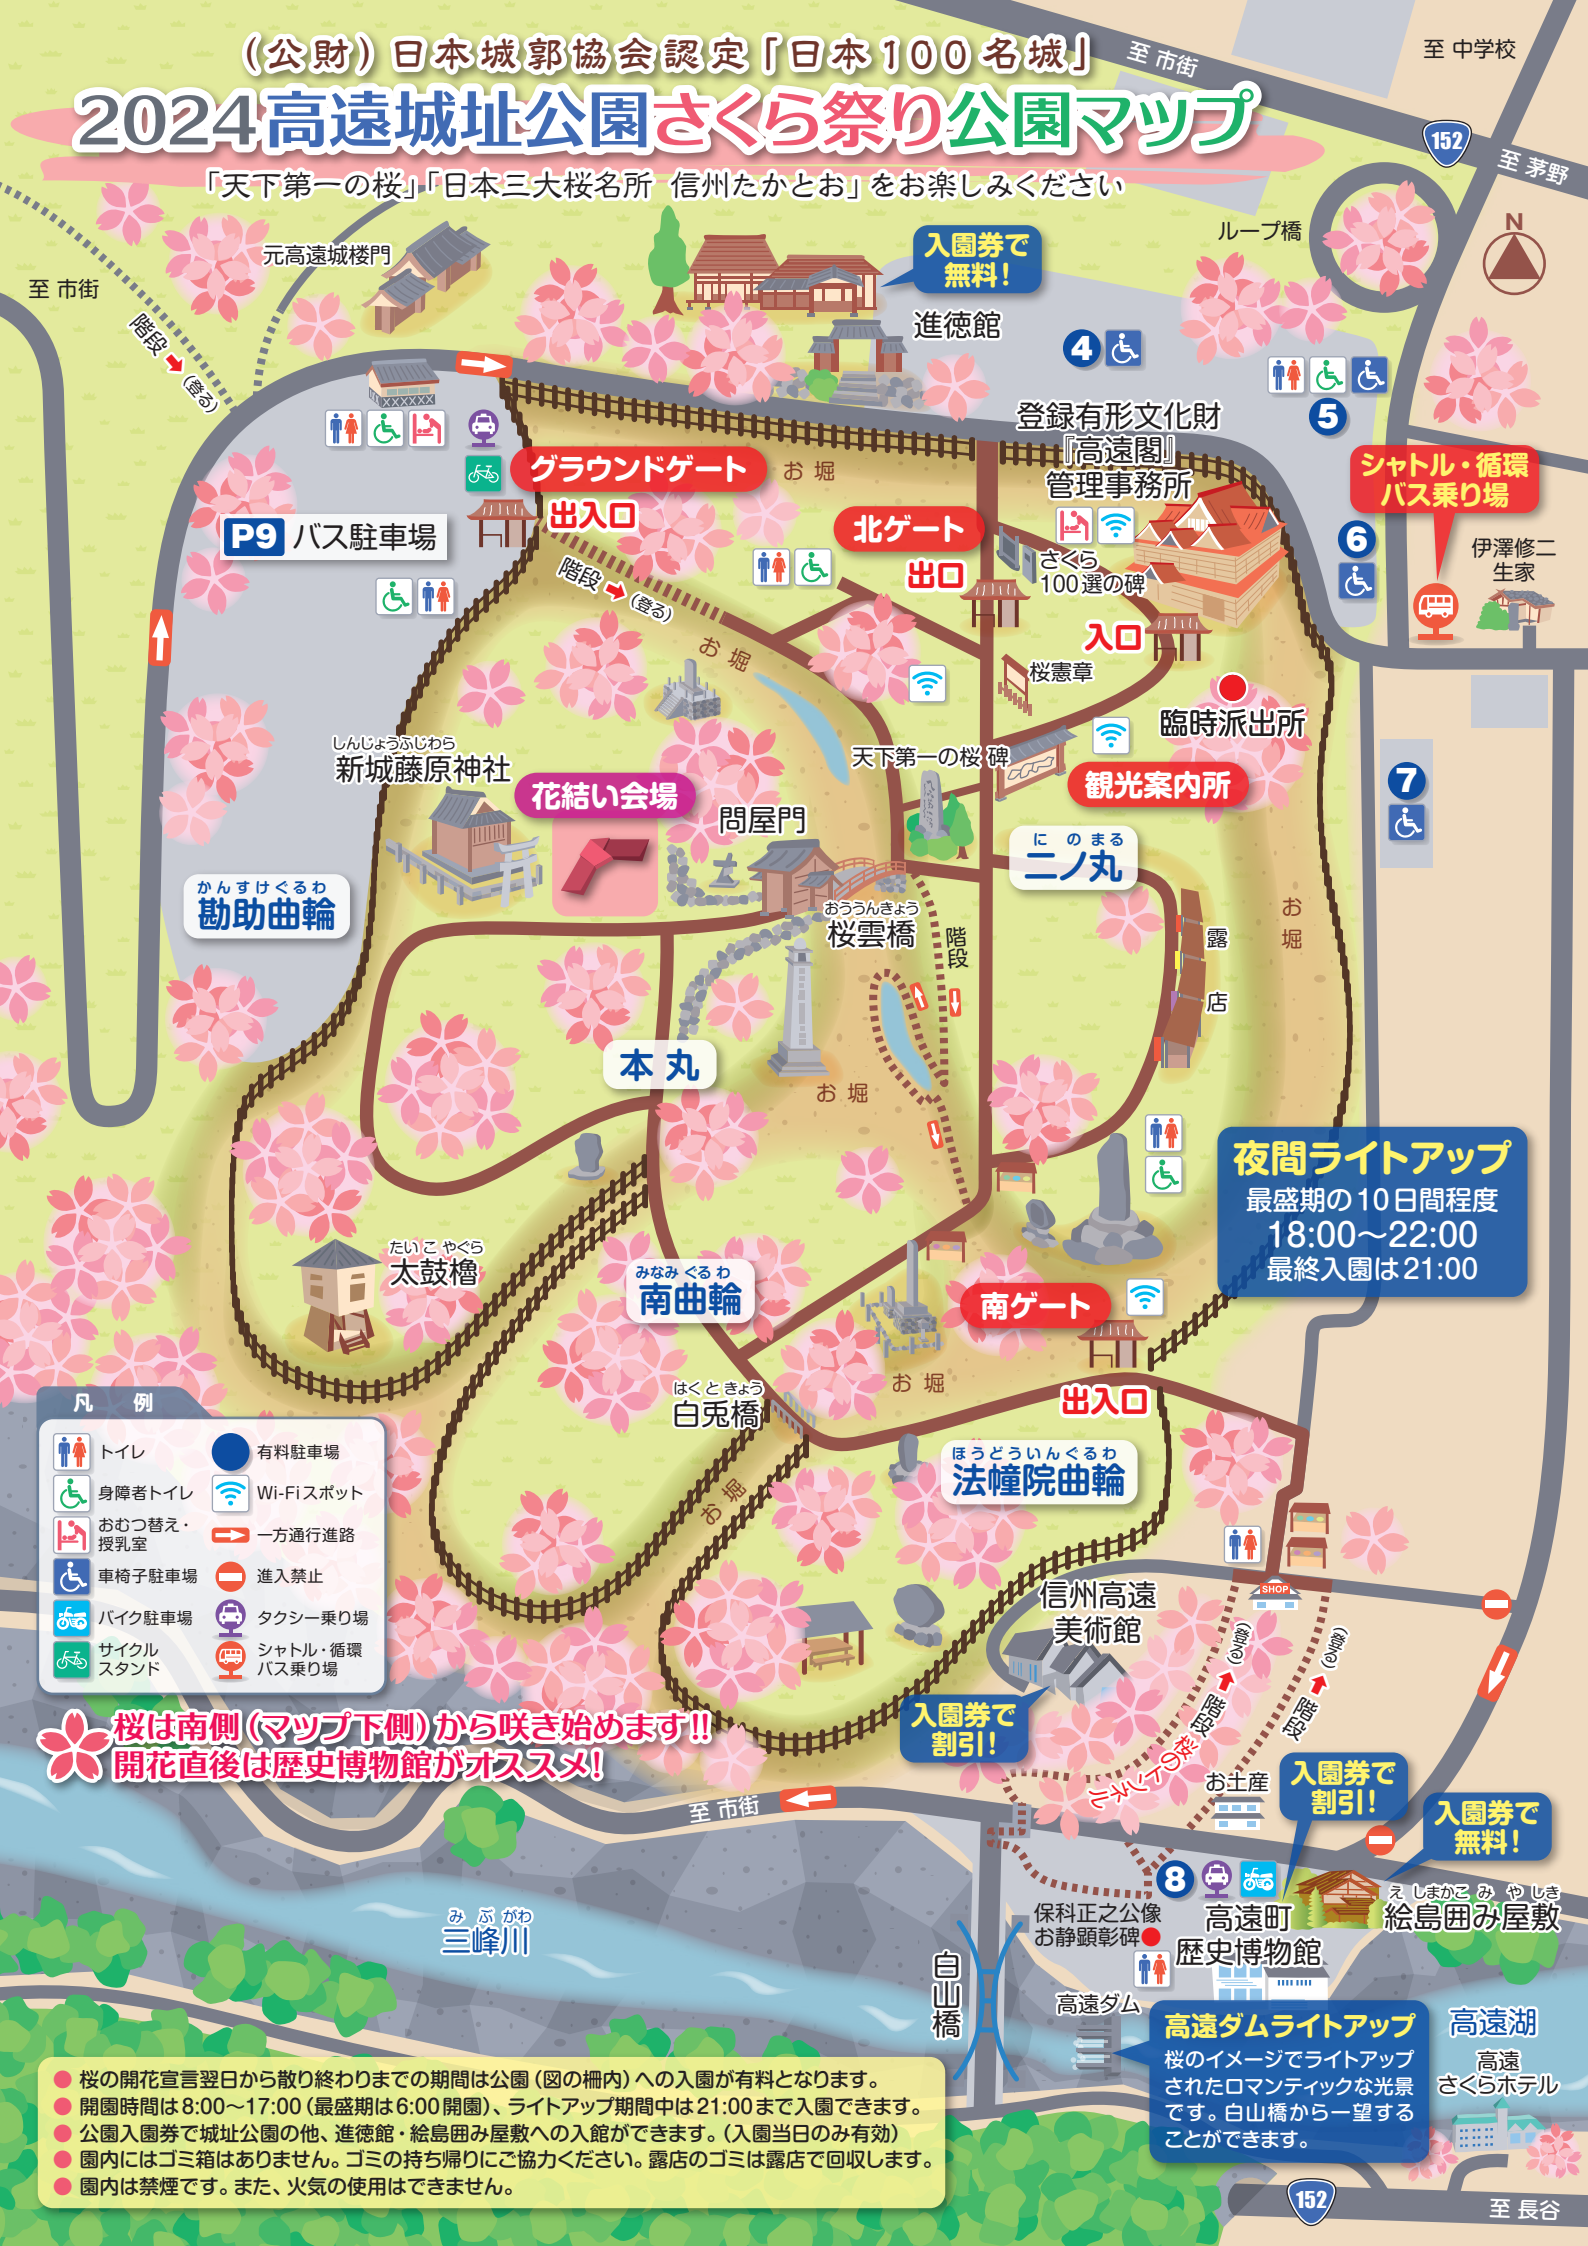 (公財)日本城郭協会認定「日本100名城」
2024高遠城址公園さくら祭り公園マップ
「天下第一の桜」「日本三大桜名所 信州たかとお」をお楽しみください
至 市街
至 中学校
152
至 茅野
ループ橋
N
元高遠城楼門
至 市街
階段
(登る)
入園券で
無料!
進徳館
4
5
登録有形文化財
『高遠閣』
管理事務所
シャトル・循環
バス乗り場
6
伊澤修二
生家
グラウンドゲート
出入口
お 堀
北ゲート
出口
P9 バス駐車場
階段
(登る)
さくら
100選の碑
入口
お 堀
桜憲章
臨時派出所
天下第一の桜 碑
観光案内所
7
しんじょうふじわら
新城藤原神社
花結い会場
問屋門
にのまる
二ノ丸
かんすけぐるわ
勘助曲輪
おううんきょう
桜雲橋
階段
露
店
お
堀
本 丸
お 堀
夜間ライトアップ
最盛期の10日間程度
18:00〜22:00
最終入園は21:00
たいこやぐら
太鼓櫓
みなみぐるわ
南曲輪
南ゲート
出入口
お 堀
はくときょう
白兎橋
ほうどういんぐるわ
法幢院曲輪
お 堀
凡 例
トイレ
有料駐車場
身障者トイレ
Wi-Fiスポット
おむつ替え・
授乳室
一方通行進路
車椅子駐車場
進入禁止
バイク駐車場
タクシー乗り場
サイクル
スタンド
シャトル・循環
バス乗り場
SHOP
信州高遠
美術館
入園券で
割引!
(登る)
階段
(登る)
階段
桜のトンネル
桜は南側(マップ下側)から咲き始めます!!
開花直後は歴史博物館がオススメ!
至 市街
お土産
入園券で
割引!
入園券で
無料!
8
高遠町
歴史博物館
えしまかこみやしき
絵島囲み屋敷
保科正之公像
お静顕彰碑
みぶがわ
三峰川
白山橋
高遠ダム
高遠ダムライトアップ
桜のイメージでライトアップ
されたロマンティックな光景
です。白山橋から一望する
ことができます。
高遠湖
高遠
さくらホテル
● 桜の開花宣言翌日から散り終わりまでの期間は公園(図の柵内)への入園が有料となります。
● 開園時間は8:00〜17:00(最盛期は6:00開園)、ライトアップ期間中は21:00まで入園できます。
● 公園入園券で城址公園の他、進徳館・絵島囲み屋敷への入館ができます。(入園当日のみ有効)
● 園内にはゴミ箱はありません。ゴミの持ち帰りにご協力ください。露店のゴミは露店で回収します。
● 園内は禁煙です。また、火気の使用はできません。
152
至 長谷